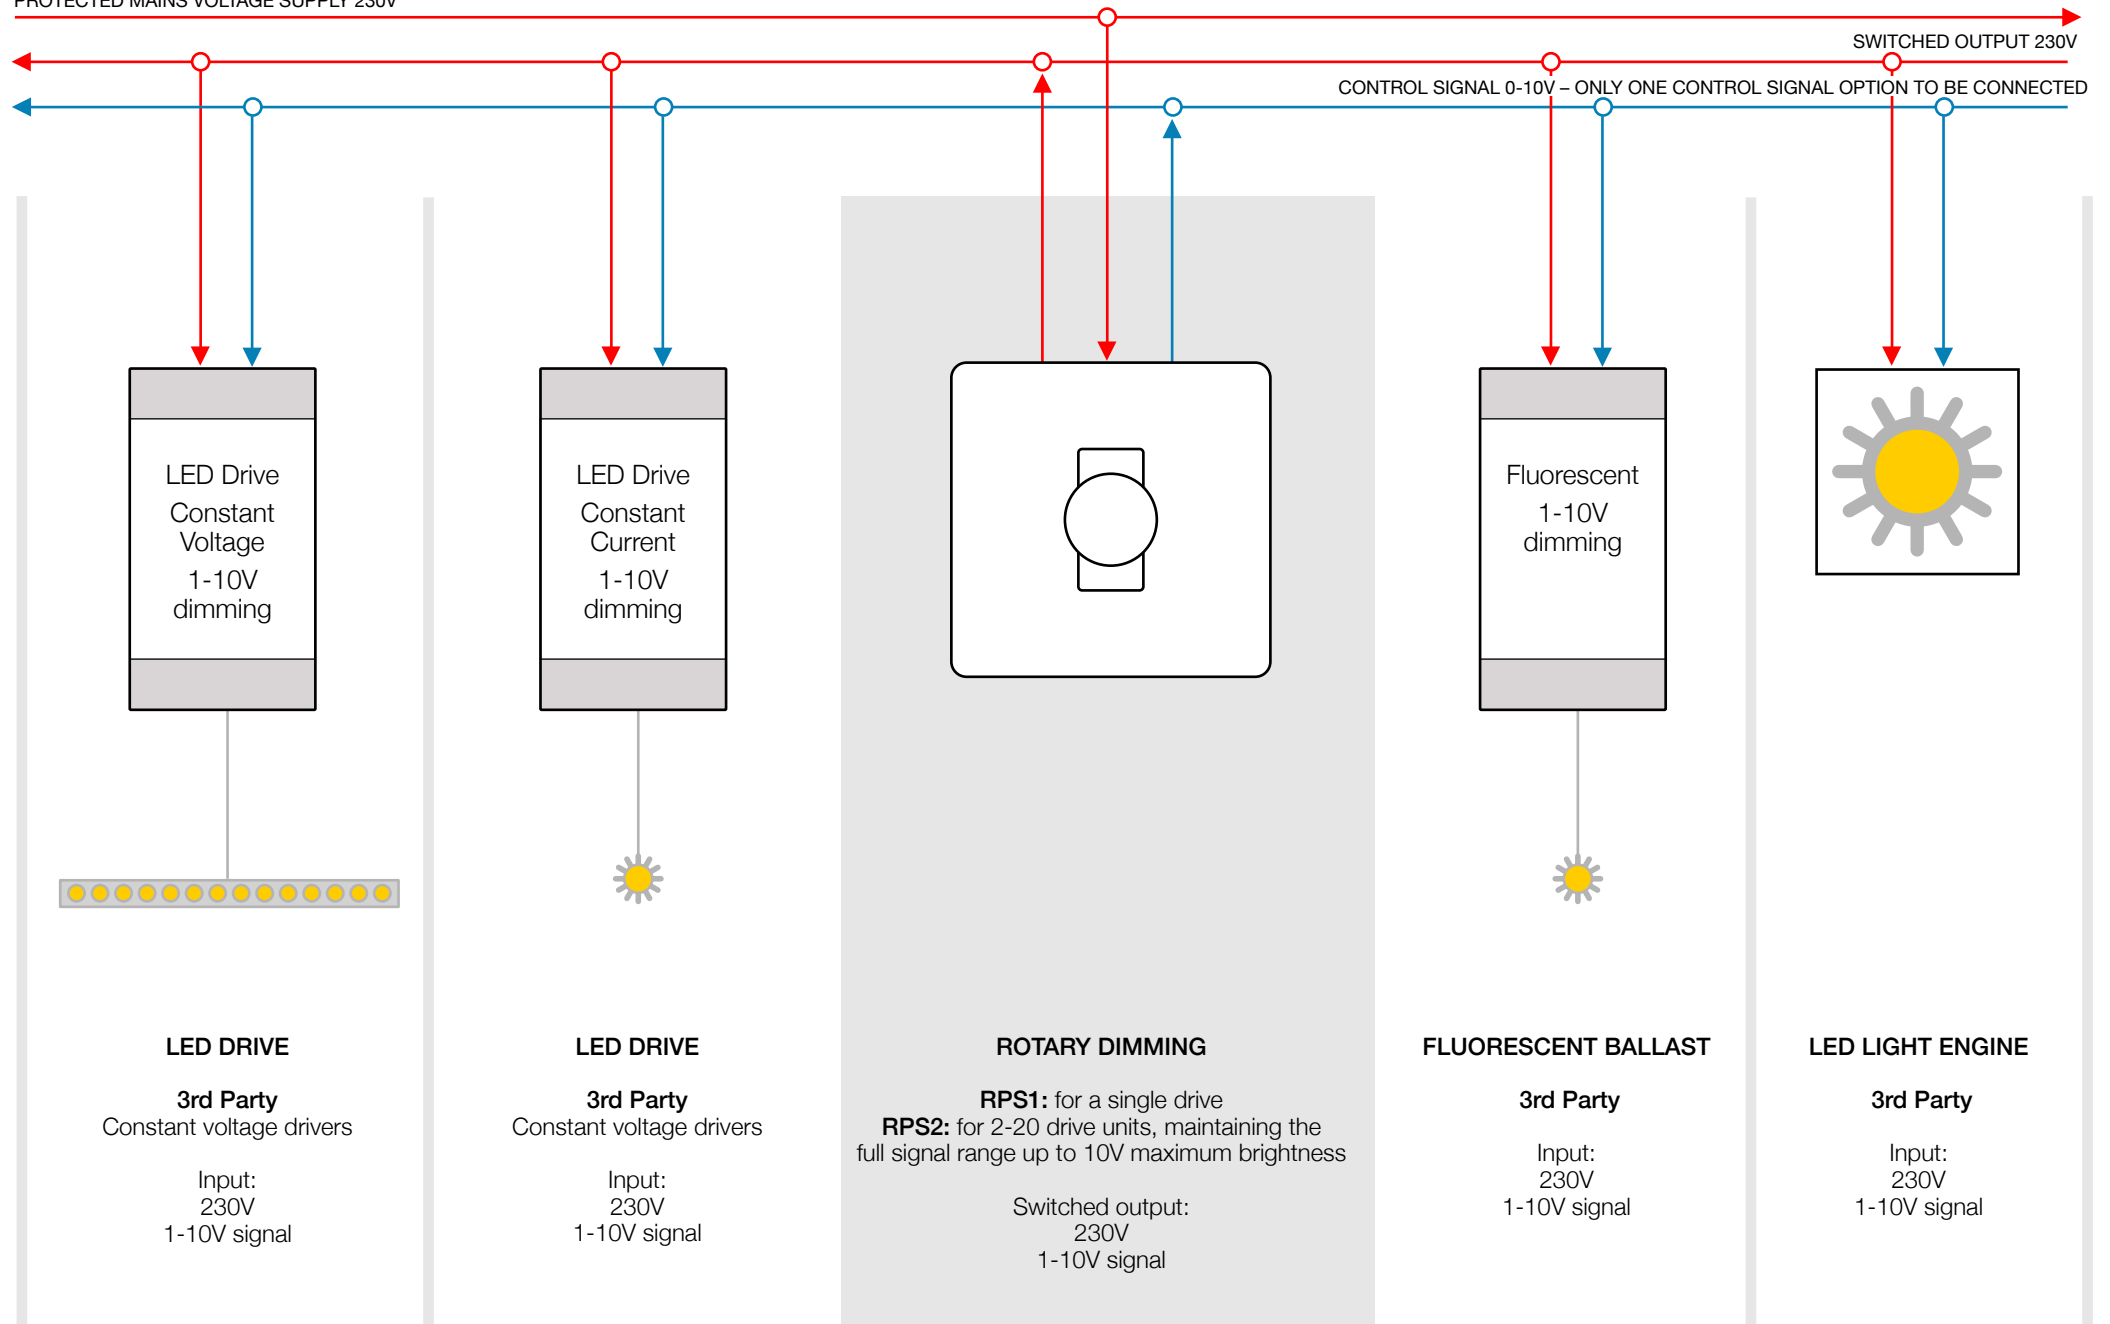 PROTECTED MAINS VOLTAGE SUPPLY 230V
SWITCHED OUTPUT 230V
CONTROL SIGNAL 0-10V – ONLY ONE CONTROL SIGNAL OPTION TO BE CONNECTED
LED Drive
Constant
Voltage
1-10V
dimming
LED Drive
Constant
Current
1-10V
dimming
Fluorescent
1-10V
dimming
LED DRIVE
3rd Party
Constant voltage drivers
Input:
230V
1-10V signal
LED DRIVE
3rd Party
Constant voltage drivers
Input:
230V
1-10V signal
ROTARY DIMMING
RPS1: for a single drive
RPS2: for 2-20 drive units, maintaining the
full signal range up to 10V maximum brightness
Switched output:
230V
1-10V signal
FLUORESCENT BALLAST
3rd Party
Input:
230V
1-10V signal
LED LIGHT ENGINE
3rd Party
Input:
230V
1-10V signal